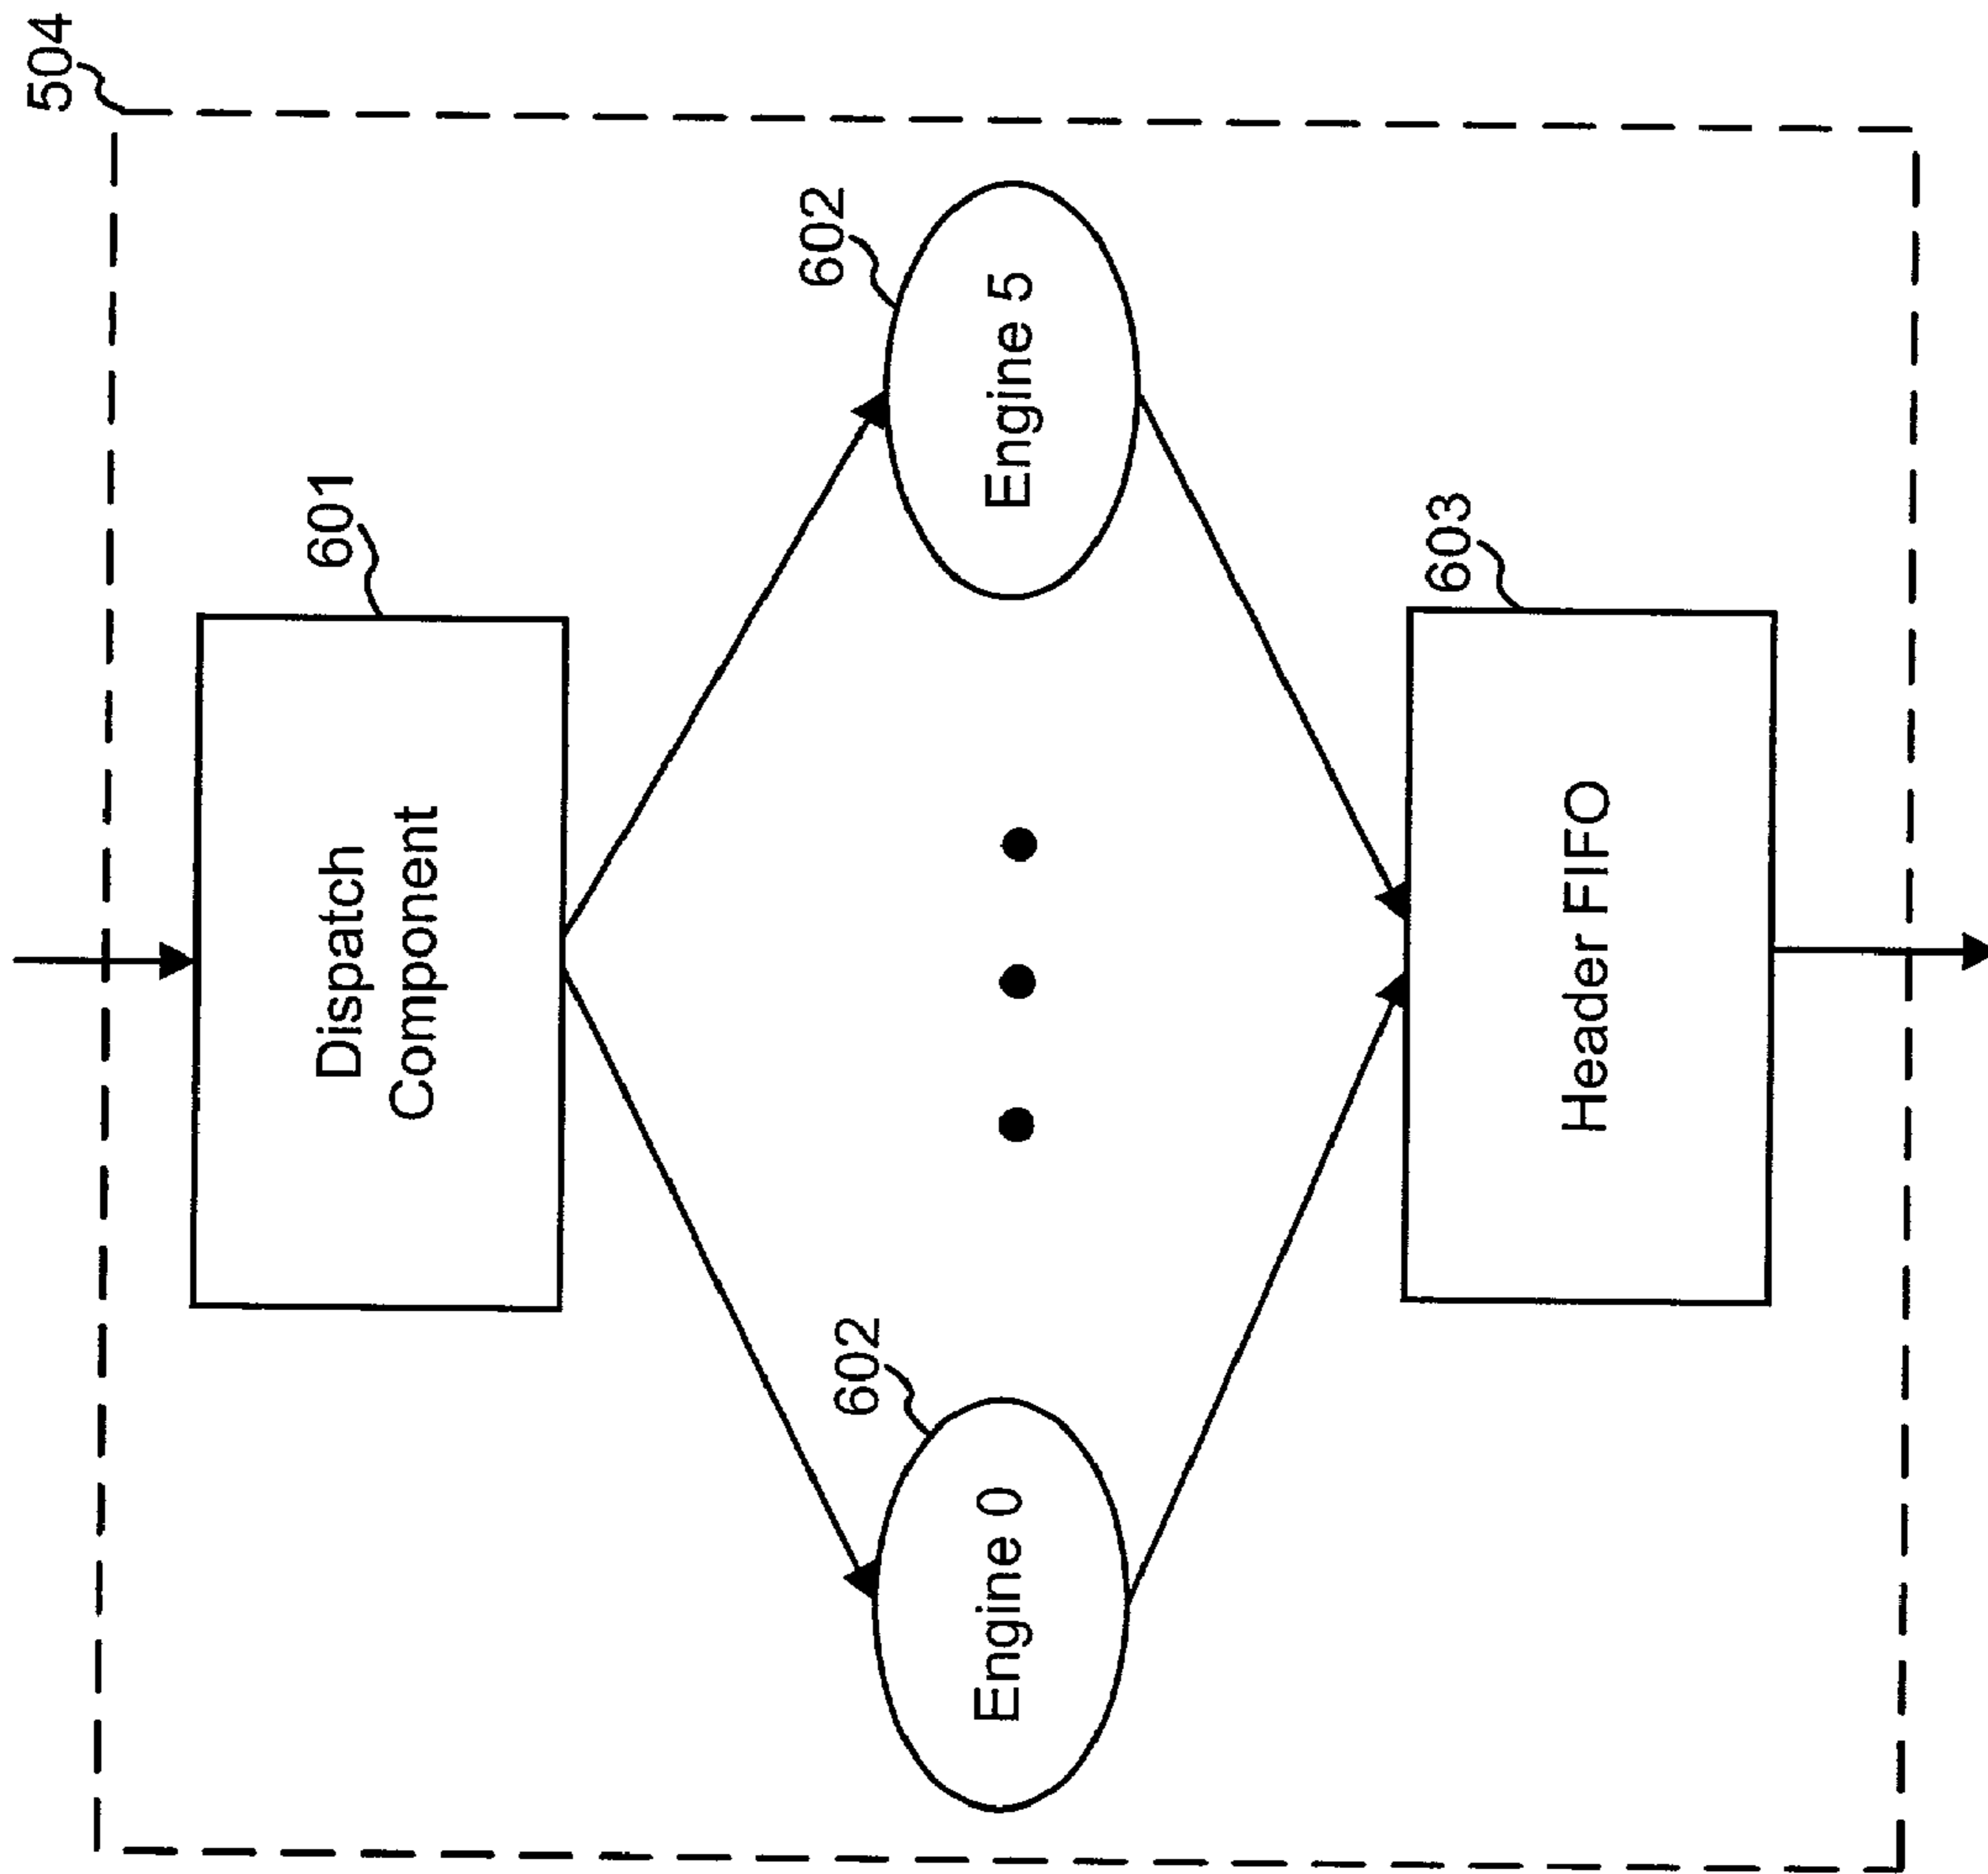 504
601
Dispatch
Component
602
Engine 0
602
Engine 5
603
Header FIFO